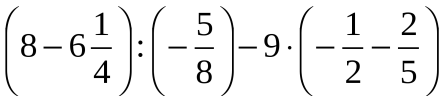 (8 − 6 1/4) : (− 5/8) − 9 · (− 1/2 − 2/5)